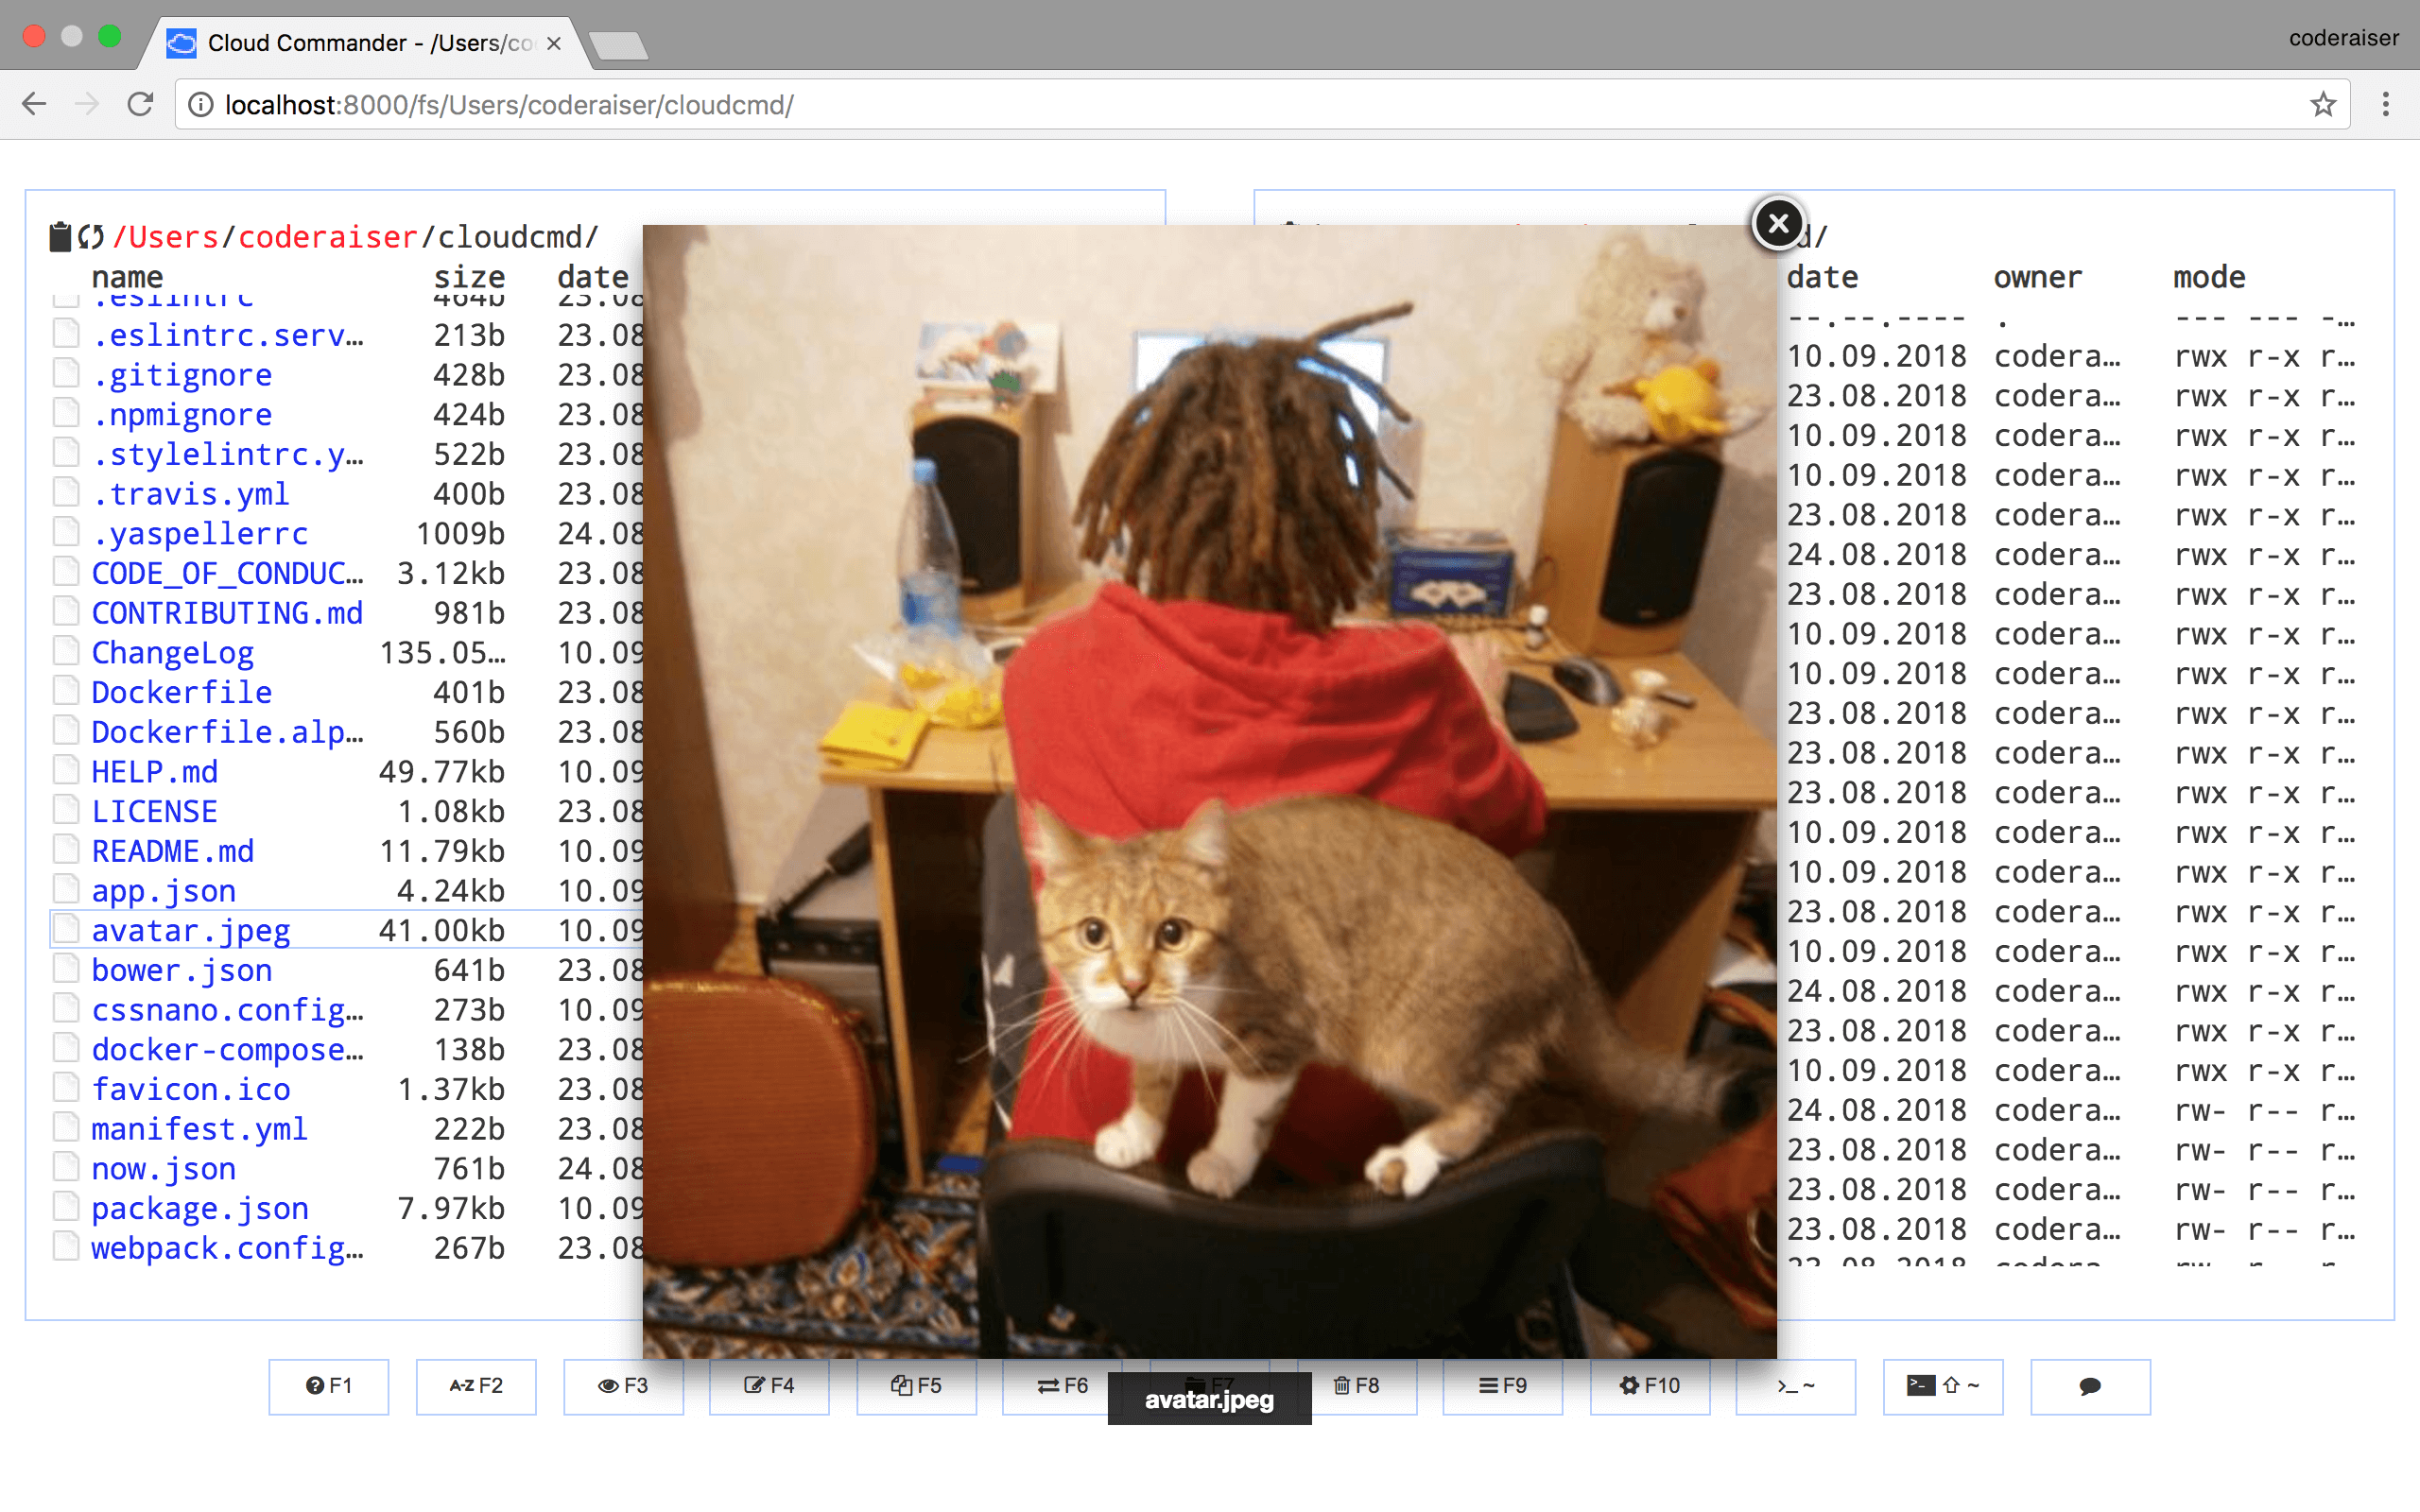 Cloud Commander - /Users/co
coderaiser
localhost:8000/fs/Users/coderaiser/cloudcmd/
/Users/coderaiser/cloudcmd/
name size date
.eslintrc 464b 23.08
.eslintrc.serv… 213b 23.08
.gitignore 428b 23.08
.npmignore 424b 23.08
.stylelintrc.y… 522b 23.08
.travis.yml 400b 23.08
.yaspellerrc 1009b 24.08
CODE_OF_CONDUC… 3.12kb 23.08
CONTRIBUTING.md 981b 23.08
ChangeLog 135.05… 10.09
Dockerfile 401b 23.08
Dockerfile.alp… 560b 23.08
HELP.md 49.77kb 10.09
LICENSE 1.08kb 23.08
README.md 11.79kb 10.09
app.json 4.24kb 10.09
avatar.jpeg 41.00kb 10.09
bower.json 641b 23.08
cssnano.config… 273b 10.09
docker-compose… 138b 23.08
favicon.ico 1.37kb 23.08
manifest.yml 222b 23.08
now.json 761b 24.08
package.json 7.97kb 10.09
webpack.config… 267b 23.08
d/
date owner mode
--.--.---- . --- --- -…
10.09.2018 codera… rwx r-x r…
23.08.2018 codera… rwx r-x r…
10.09.2018 codera… rwx r-x r…
10.09.2018 codera… rwx r-x r…
23.08.2018 codera… rwx r-x r…
24.08.2018 codera… rwx r-x r…
23.08.2018 codera… rwx r-x r…
10.09.2018 codera… rwx r-x r…
10.09.2018 codera… rwx r-x r…
23.08.2018 codera… rwx r-x r…
23.08.2018 codera… rwx r-x r…
23.08.2018 codera… rwx r-x r…
10.09.2018 codera… rwx r-x r…
10.09.2018 codera… rwx r-x r…
23.08.2018 codera… rwx r-x r…
10.09.2018 codera… rwx r-x r…
24.08.2018 codera… rwx r-x r…
23.08.2018 codera… rwx r-x r…
10.09.2018 codera… rwx r-x r…
24.08.2018 codera… rw- r-- r…
23.08.2018 codera… rw- r-- r…
23.08.2018 codera… rw- r-- r…
23.08.2018 codera… rw- r-- r…
23.08.2018 codera… rw- r-- r…
F1 A-Z F2 F3 F4 F5 F6 F7 F8 F9 F10 >_ ~ >_ ⇧ ~
avatar.jpeg